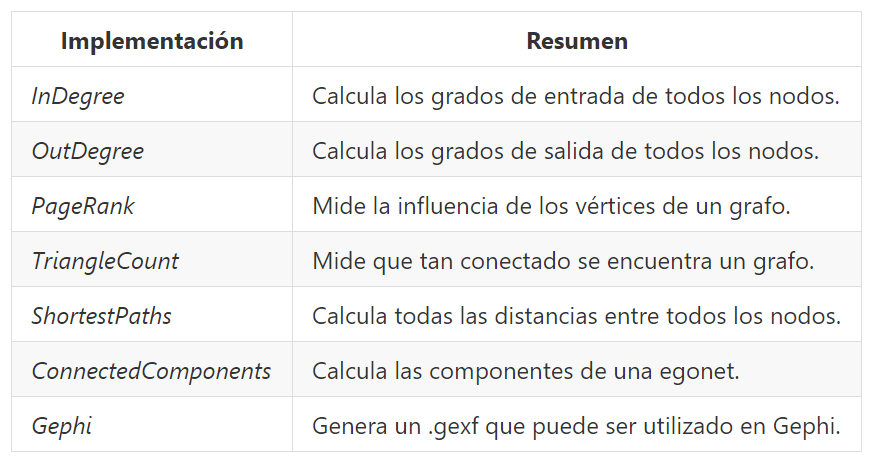 Implementación Resumen
InDegree Calcula los grados de entrada de todos los nodos.
OutDegree Calcula los grados de salida de todos los nodos.
PageRank Mide la influencia de los vértices de un grafo.
TriangleCount Mide que tan conectado se encuentra un grafo.
ShortestPaths Calcula todas las distancias entre todos los nodos.
ConnectedComponents Calcula las componentes de una egonet.
Gephi Genera un .gexf que puede ser utilizado en Gephi.